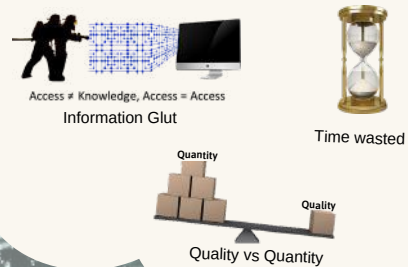 Access ≠ Knowledge, Access = Access
Information Glut
Time wasted
Quantity
Quality
Quality vs Quantity